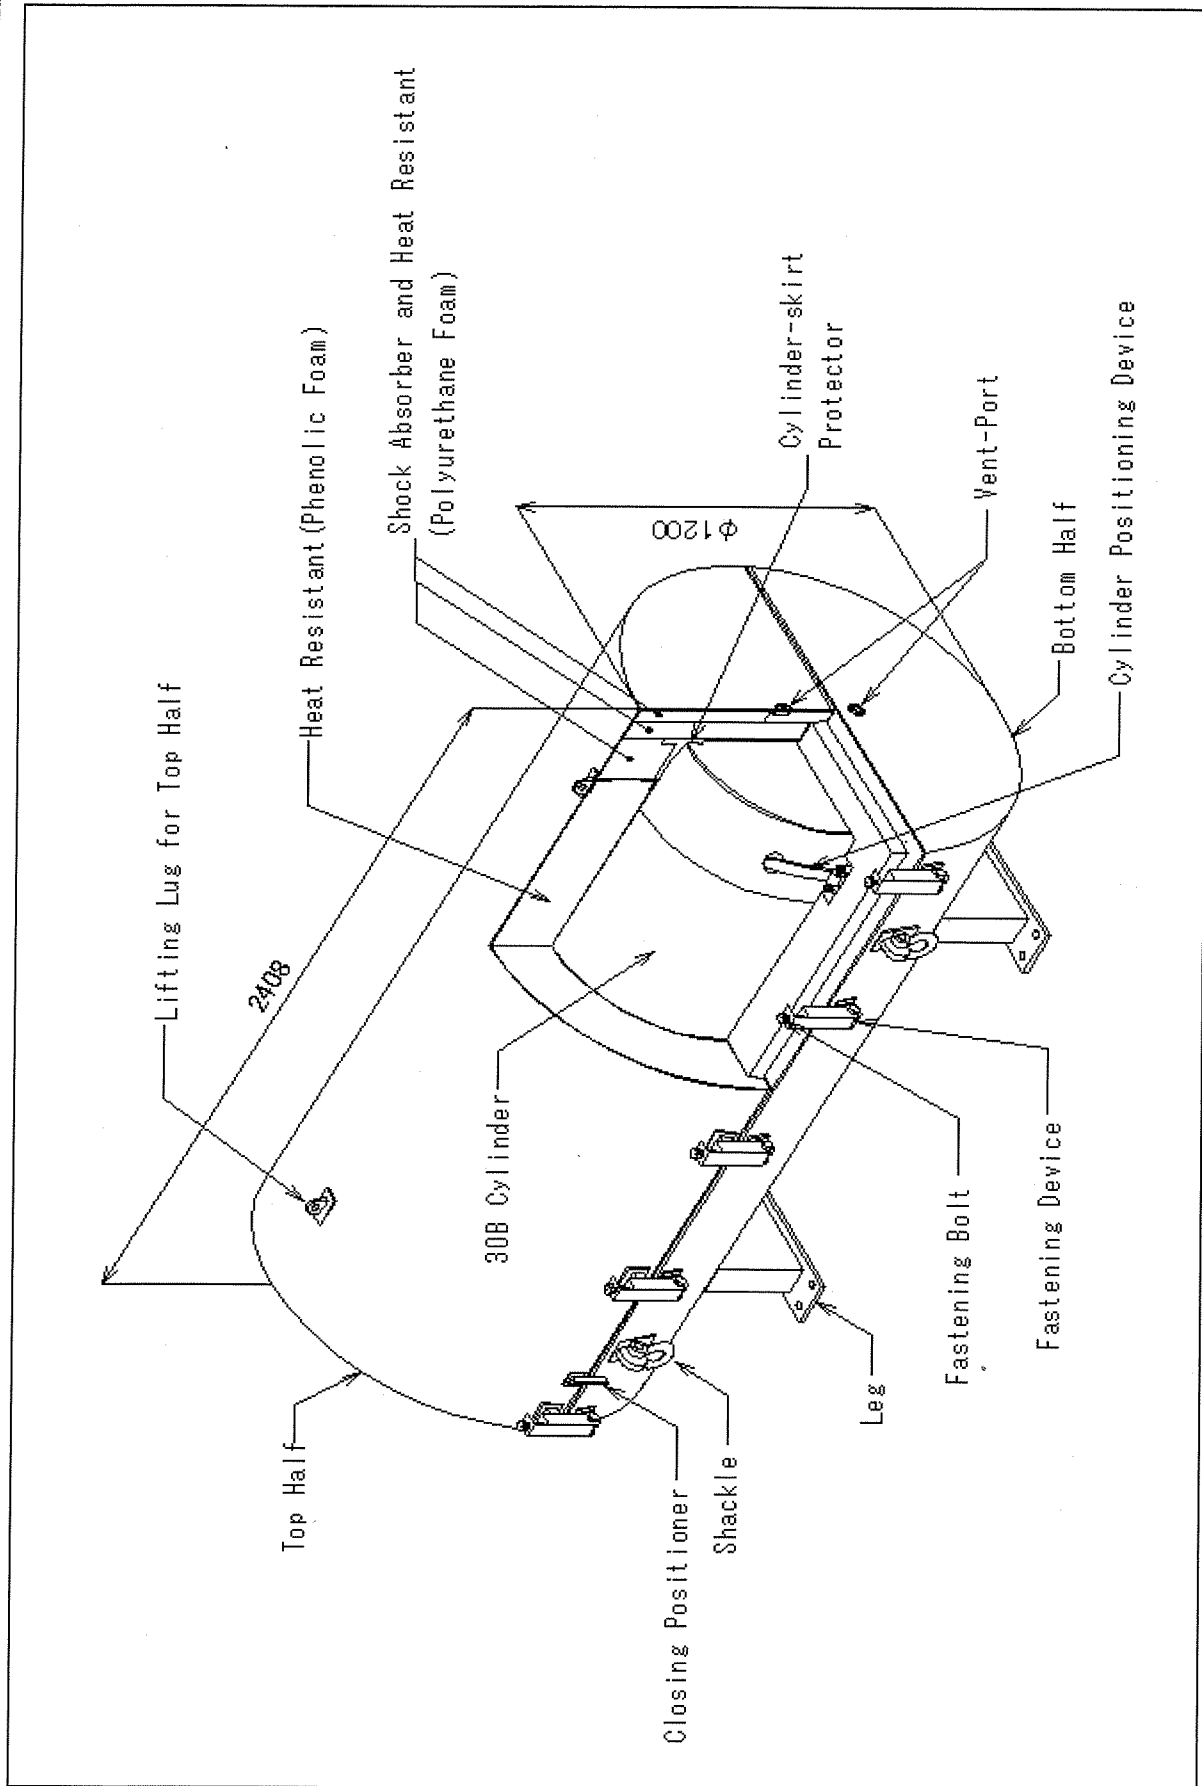 Lifting Lug for Top Half
Heat Resistant(Phenolic Foam)
Shock Absorber and Heat Resistant
(Polyurethane Foam)
Top Half
2408
φ1200
30B Cylinder
Cylinder-skirt
Protector
Closing Positioner
Shackle
Leg
Fastening Bolt
Fastening Device
Vent-Port
Bottom Half
Cylinder Positioning Device